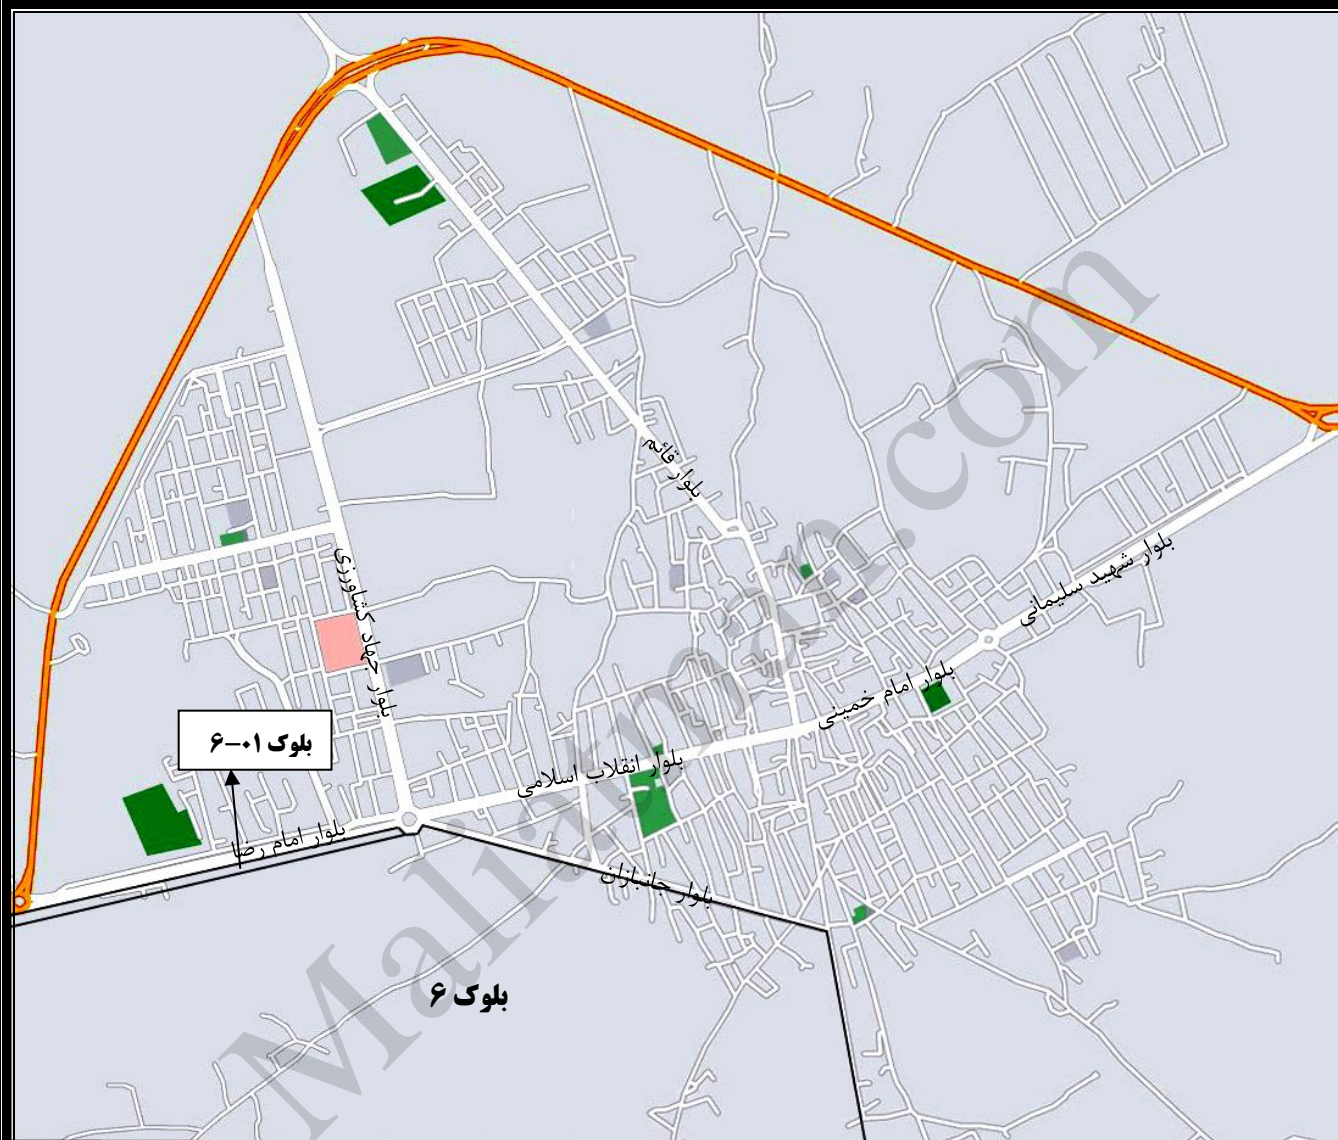 بلوار قائم
بلوار شهید سلیمانی
بلوار جهاد کشاورزی
بلوار امام خمینی
بلوک ۰۱-۶
بلوار انقلاب اسلامی
بلوار امام رضا
بلوار جانبازان
بلوک ۶
Maliatman.com